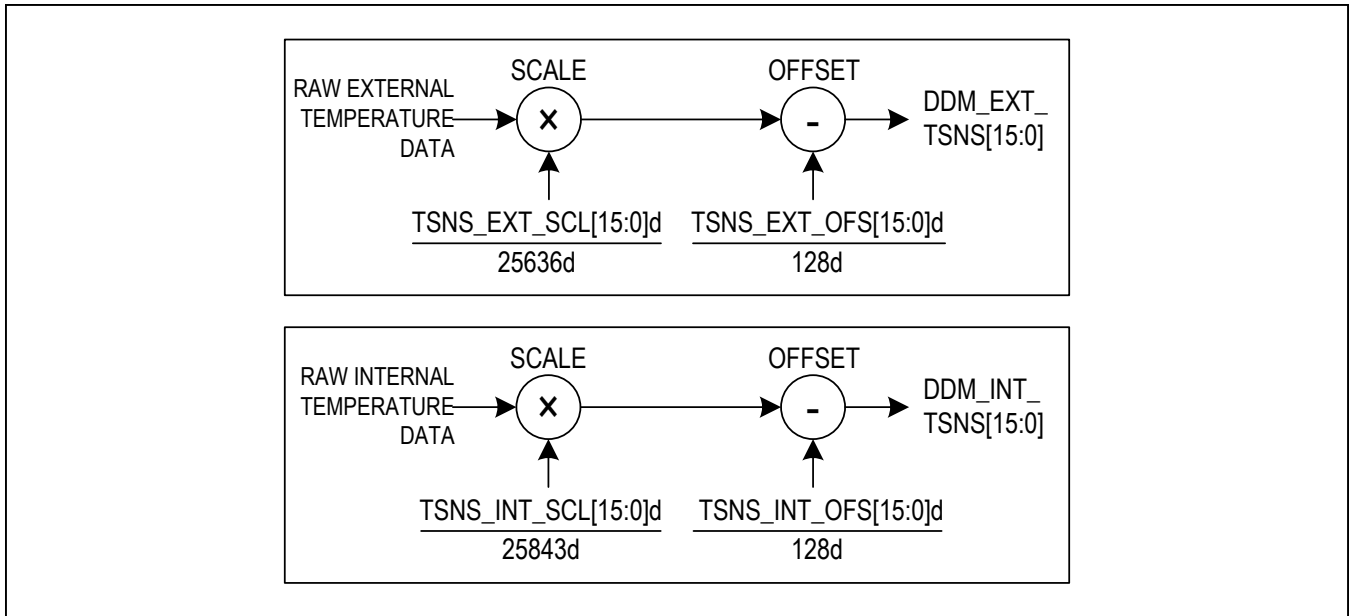 SCALE
OFFSET
RAW EXTERNAL
TEMPERATURE
DATA
×
-
DDM_EXT_
TSNS[15:0]
TSNS_EXT_SCL[15:0]d
25636d
TSNS_EXT_OFS[15:0]d
128d
SCALE
OFFSET
RAW INTERNAL
TEMPERATURE
DATA
×
-
DDM_INT_
TSNS[15:0]
TSNS_INT_SCL[15:0]d
25843d
TSNS_INT_OFS[15:0]d
128d